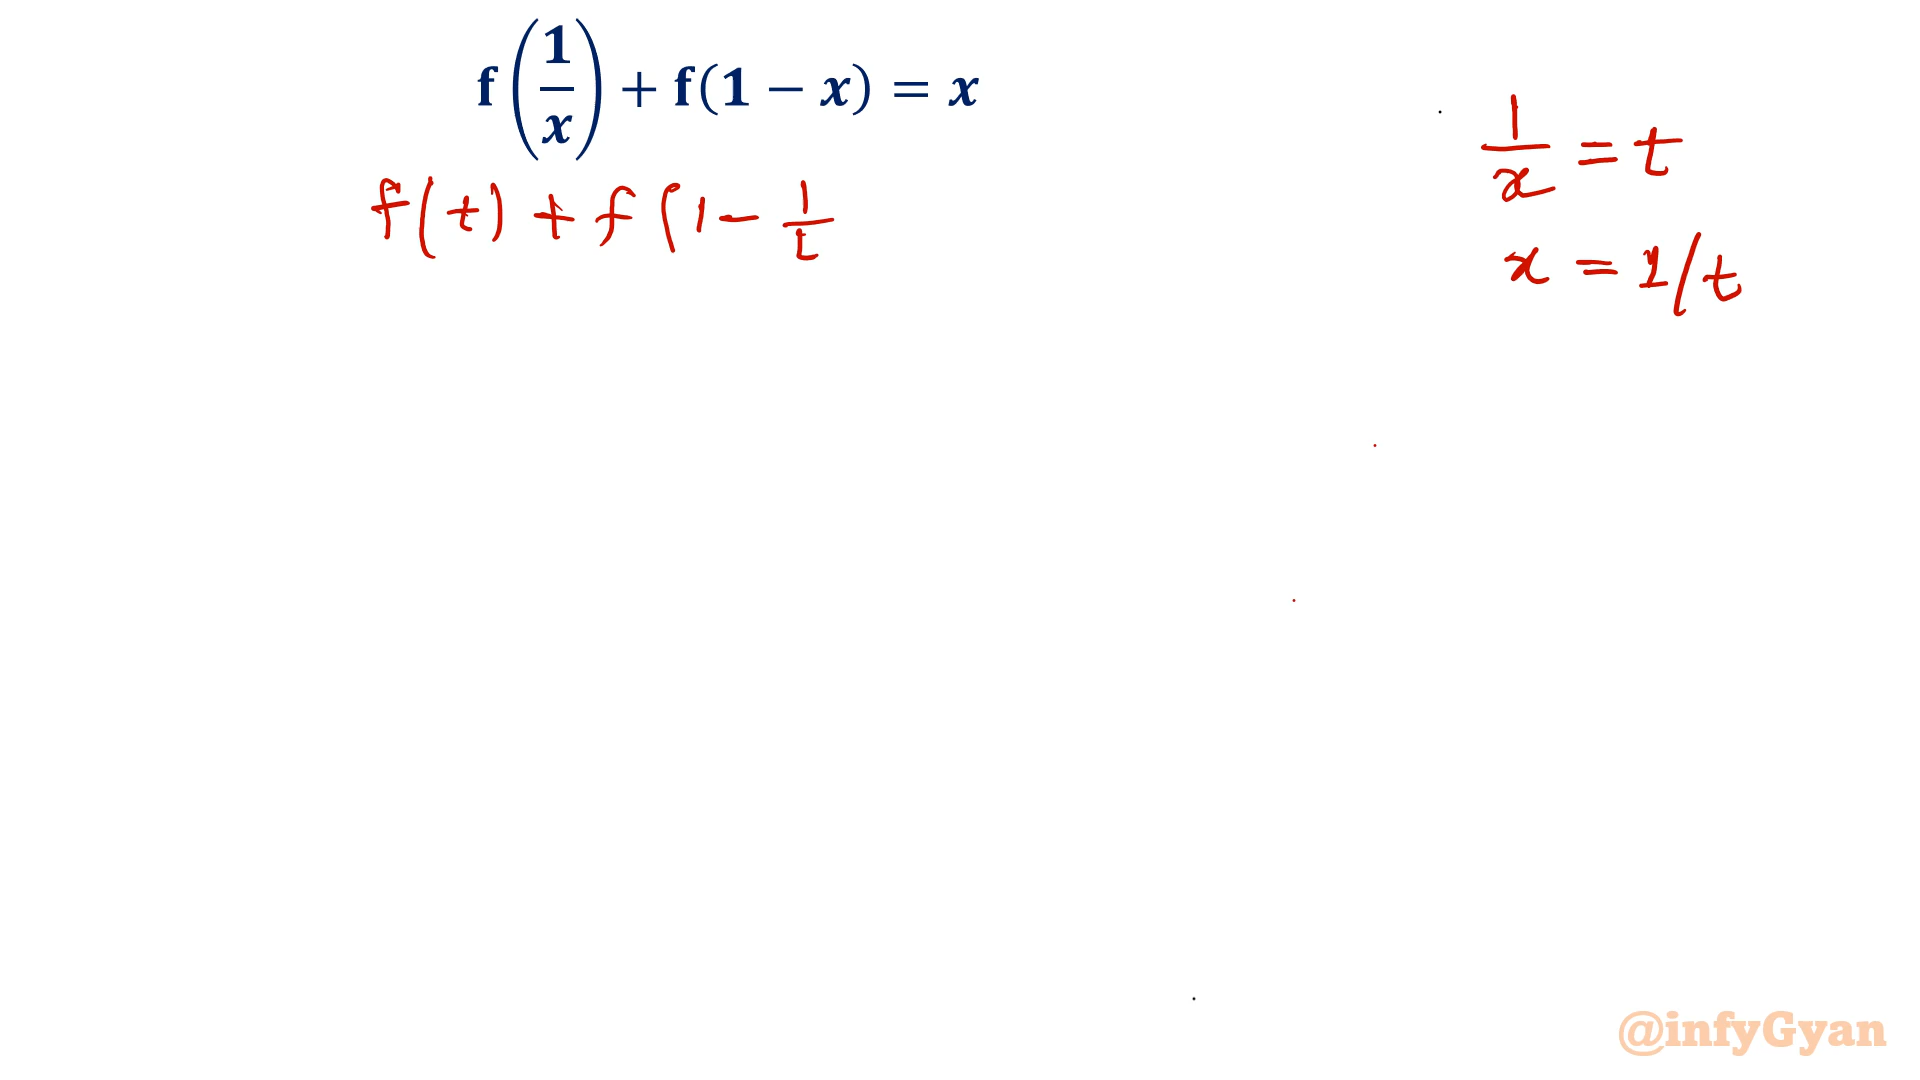 f(1/x) + f(1 − x) = x
1/x = t
f(t) + f(1 − 1/t
x = 1/t
@infyGyan